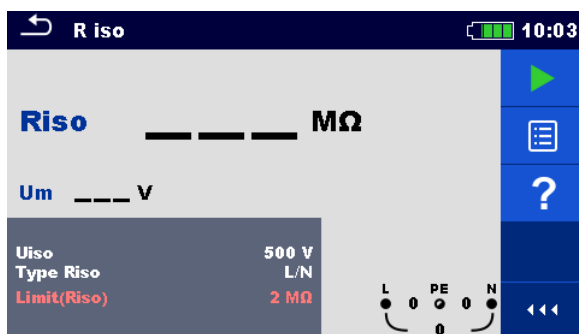 R iso 10:03
Riso _ _ _ MΩ
Um _ _ _ V
?
Uiso 500 V
Type Riso L/N
Limit(Riso) 2 MΩ
L PE N
0 0
0